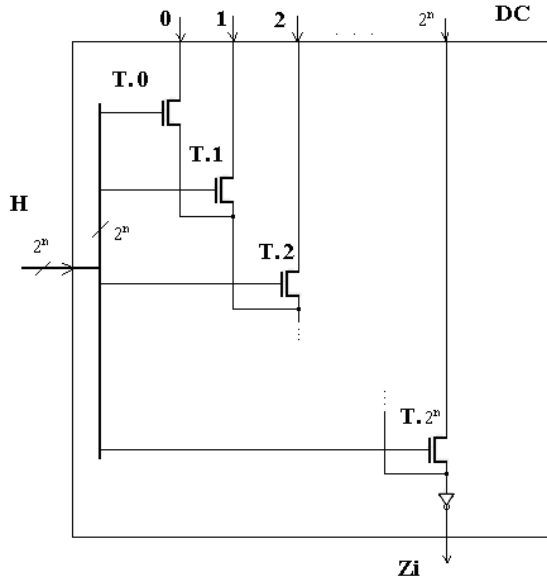 0 1 2 . . . . 2ⁿ DC
T.0
T.1
H
2ⁿ 2ⁿ
T.2
T. 2ⁿ
Zi